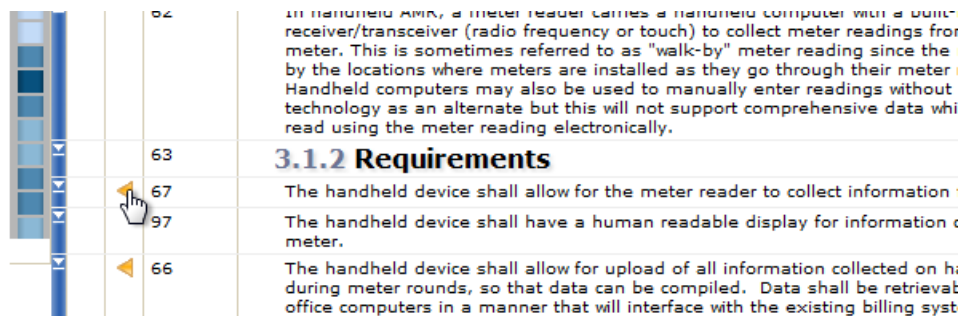 62 In handheld AMR, a meter reader carries a handheld computer with a built-
receiver/transceiver (radio frequency or touch) to collect meter readings from
meter. This is sometimes referred to as "walk-by" meter reading since the
by the locations where meters are installed as they go through their meter
Handheld computers may also be used to manually enter readings without
technology as an alternate but this will not support comprehensive data whi
read using the meter reading electronically.
63 3.1.2 Requirements
67 The handheld device shall allow for the meter reader to collect information
97 The handheld device shall have a human readable display for information
meter.
66 The handheld device shall allow for upload of all information collected on ha
during meter rounds, so that data can be compiled. Data shall be retrievab
office computers in a manner that will interface with the existing billing syst